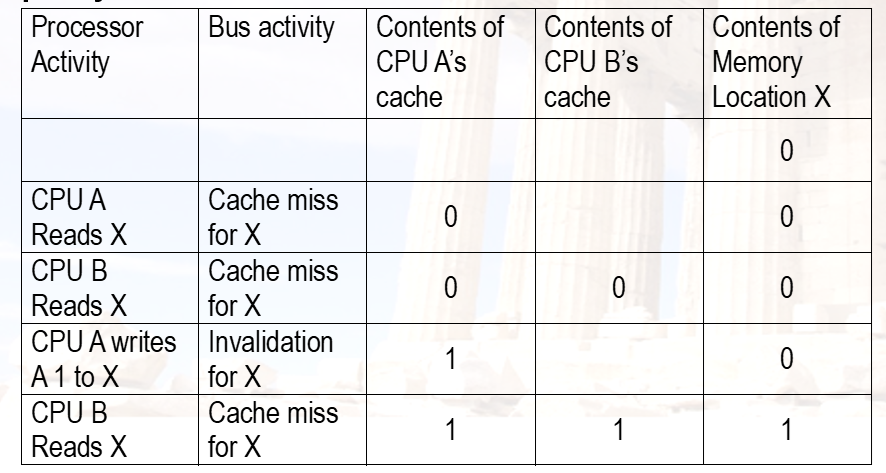 Processor Activity | Bus activity | Contents of CPU A’s cache | Contents of CPU B’s cache | Contents of Memory Location X
0
CPU A Reads X | Cache miss for X | 0 | | 0
CPU B Reads X | Cache miss for X | 0 | 0 | 0
CPU A writes A 1 to X | Invalidation for X | 1 | | 0
CPU B Reads X | Cache miss for X | 1 | 1 | 1